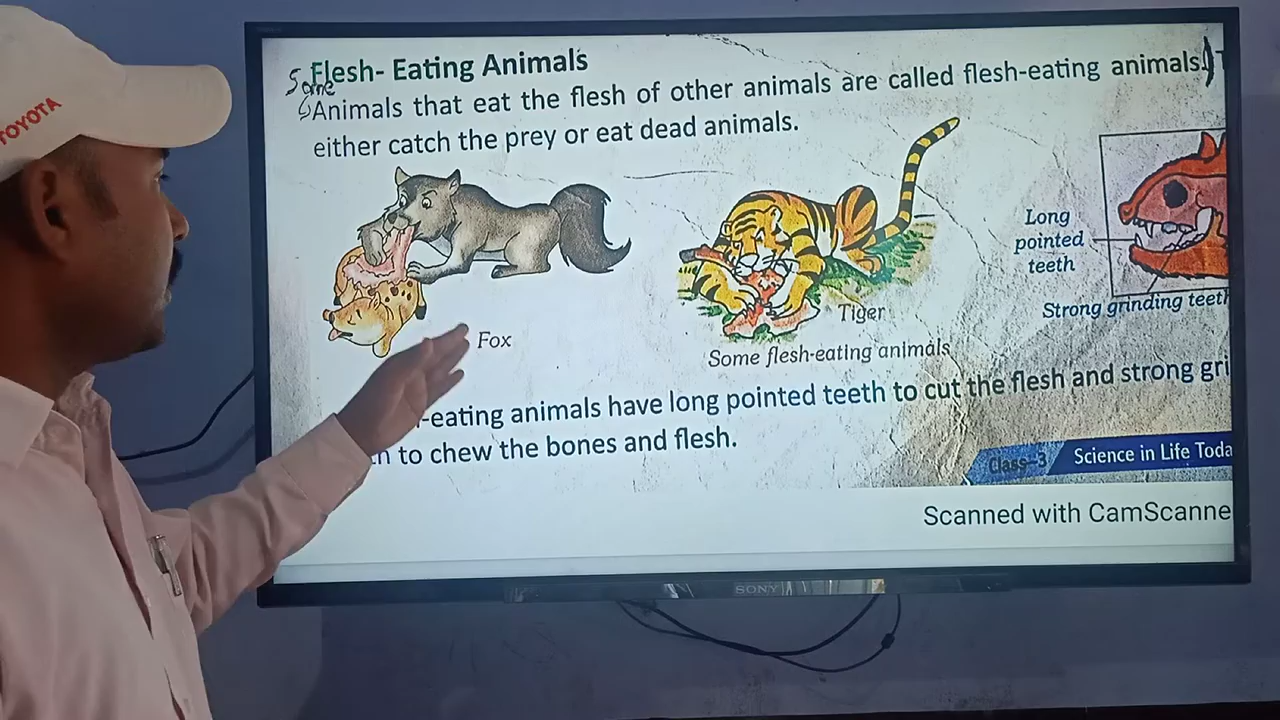 TOYOTA
Flesh- Eating Animals
Some
Animals that eat the flesh of other animals are called flesh-eating animals.
either catch the prey or eat dead animals.
Long
pointed
teeth
Strong grinding teeth
Fox
Tiger
Some flesh-eating animals
-eating animals have long pointed teeth to cut the flesh and strong gri
to chew the bones and flesh.
Class-3 Science in Life Toda
Scanned with CamScanne
SONY